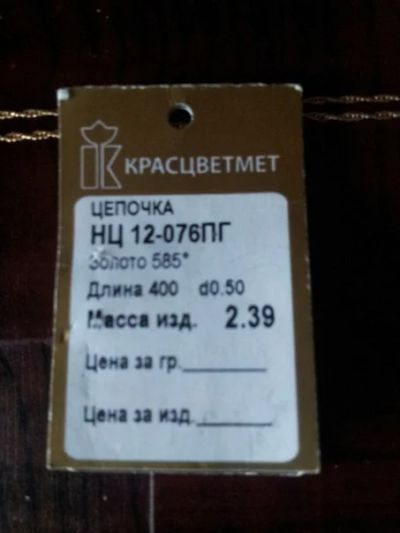 КРАСЦВЕТМЕТ
ЦЕПОЧКА
НЦ 12-076ПГ
Золото 585°
Длина 400 d0.50
Масса изд. 2.39
Цена за гр.
Цена за изд.